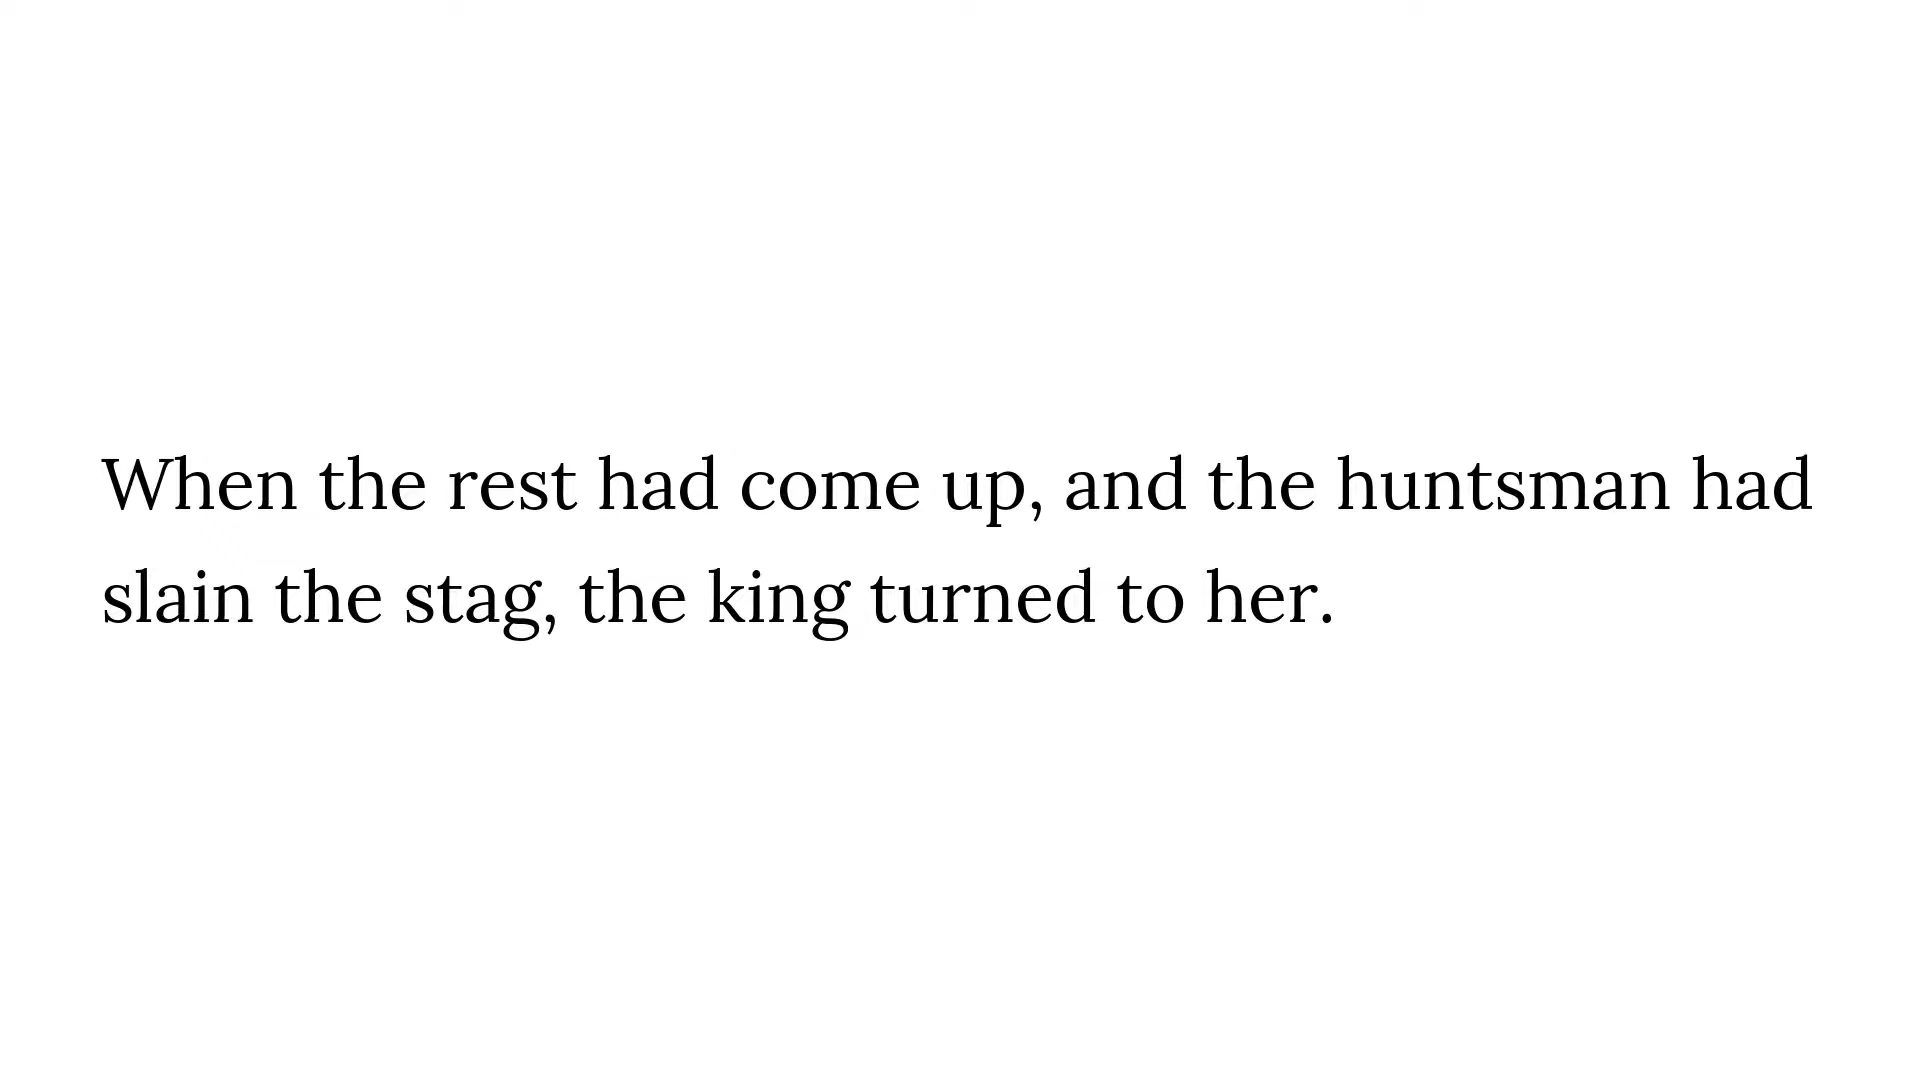 When the rest had come up, and the huntsman had
slain the stag, the king turned to her.